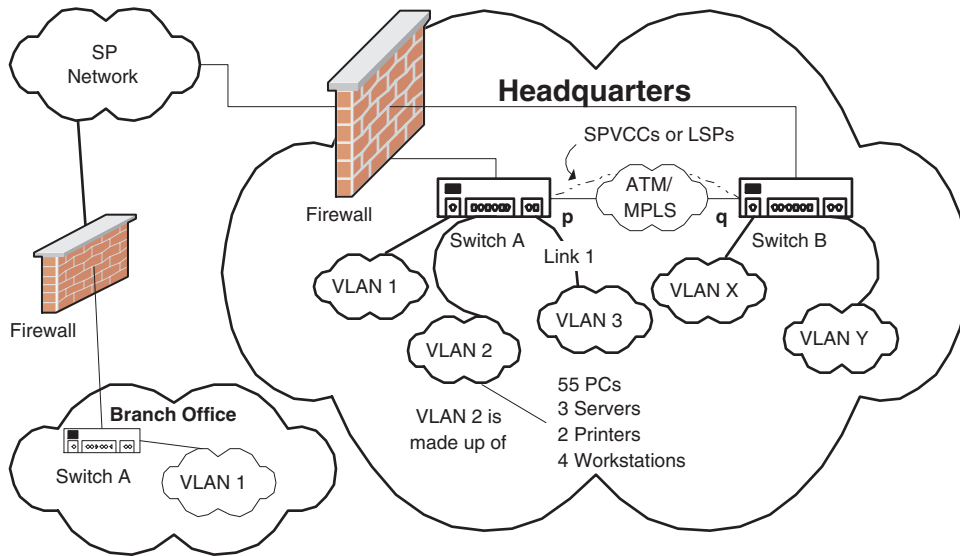 SP
Network
Headquarters
SPVCCs or LSPs
ATM/
MPLS
Firewall
p
q
Switch A
Switch B
Link 1
VLAN 1
VLAN X
VLAN 3
Firewall
VLAN 2
VLAN Y
55 PCs
3 Servers
2 Printers
4 Workstations
VLAN 2 is
made up of
Branch Office
Switch A
VLAN 1